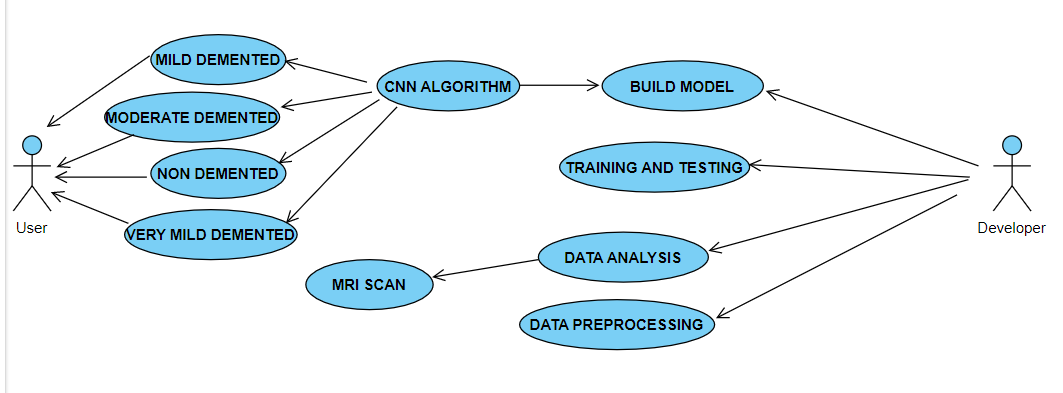 MILD DEMENTED
CNN ALGORITHM
BUILD MODEL
MODERATE DEMENTED
TRAINING AND TESTING
NON DEMENTED
User
Developer
VERY MILD DEMENTED
DATA ANALYSIS
MRI SCAN
DATA PREPROCESSING